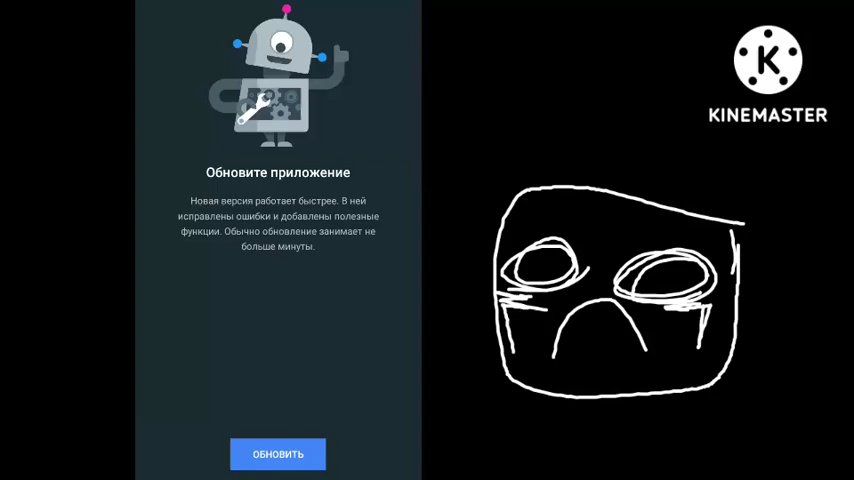 Обновите приложение
Новая версия работает быстрее. В ней
исправлены ошибки и добавлены полезные
функции. Обычно обновление занимает не
больше минуты.
ОБНОВИТЬ
K
KINEMASTER